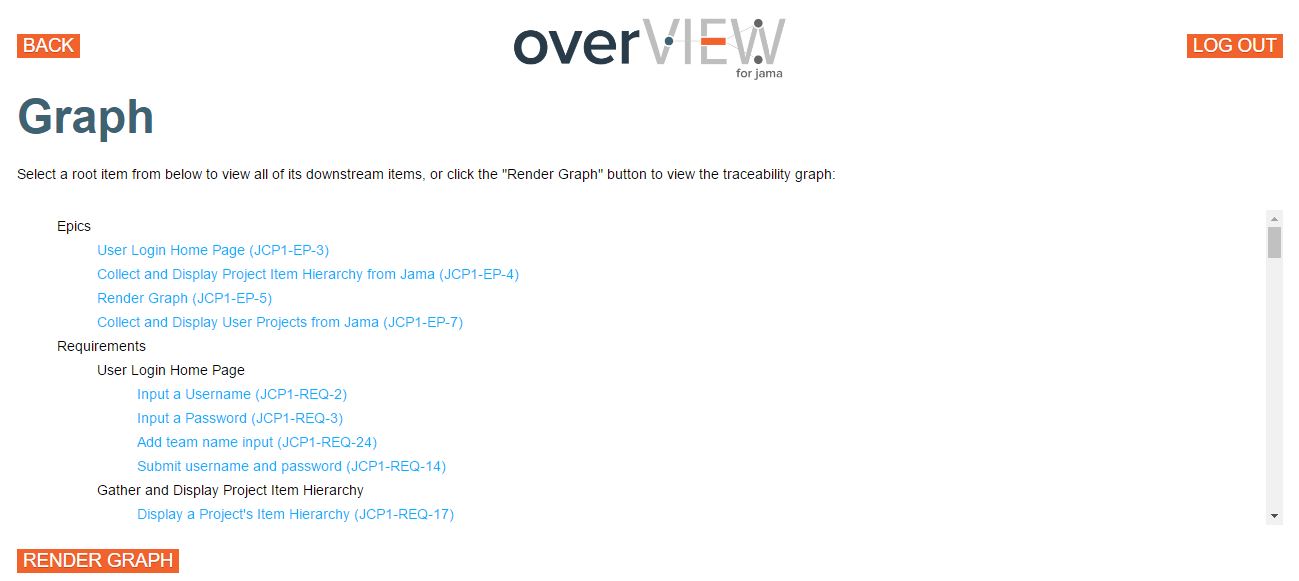 BACK
overVIEW
for jama
LOG OUT
Graph
Select a root item from below to view all of its downstream items, or click the "Render Graph" button to view the traceability graph:
Epics
User Login Home Page (JCP1-EP-3)
Collect and Display Project Item Hierarchy from Jama (JCP1-EP-4)
Render Graph (JCP1-EP-5)
Collect and Display User Projects from Jama (JCP1-EP-7)
Requirements
User Login Home Page
Input a Username (JCP1-REQ-2)
Input a Password (JCP1-REQ-3)
Add team name input (JCP1-REQ-24)
Submit username and password (JCP1-REQ-14)
Gather and Display Project Item Hierarchy
Display a Project's Item Hierarchy (JCP1-REQ-17)
RENDER GRAPH